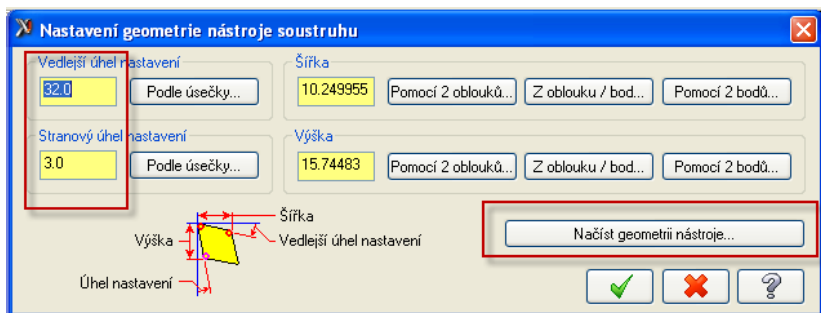 Nastavení geometrie nástroje soustruhu
Vedlejší úhel nastavení
32.0
Podle úsečky...
Šířka
10.249955
Pomocí 2 oblouků...
Z oblouku / bod...
Pomocí 2 bodů...
Stranový úhel nastavení
3.0
Podle úsečky...
Výška
15.74483
Pomocí 2 oblouků...
Z oblouku / bod...
Pomocí 2 bodů...
Šířka
Výška
Vedlejší úhel nastavení
Úhel nastavení
Načíst geometrii nástroje...